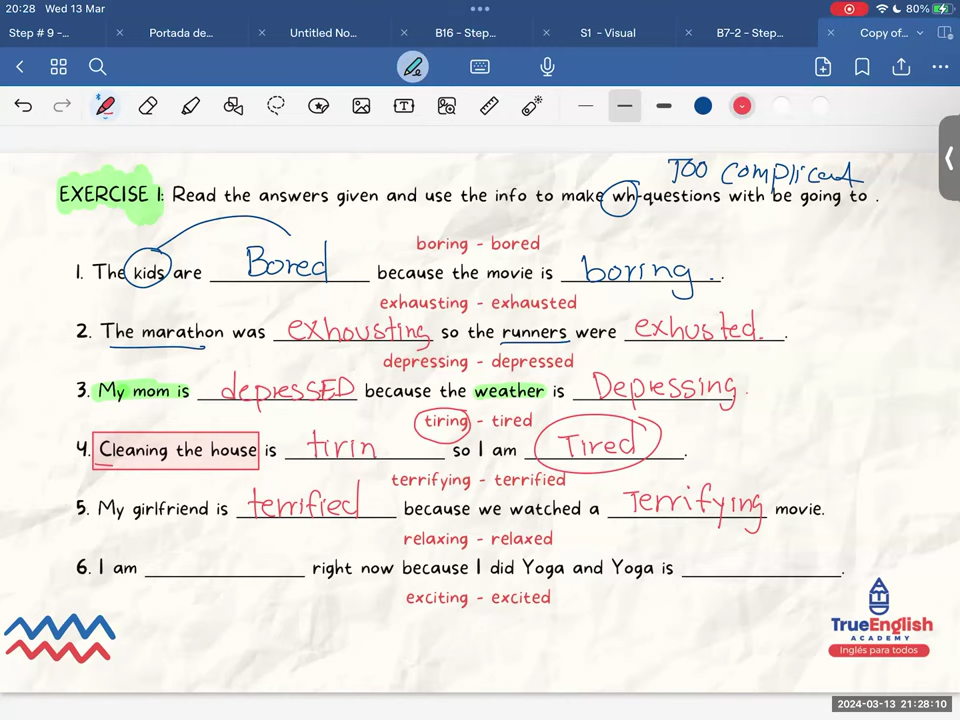 20:28 Wed 13 Mar
80%
Step # 9 -...
Portada de...
Untitled No...
B16 - Step...
S1 - Visual
B7-2 - Step...
Copy of...
TOO complicat
EXERCISE 1: Read the answers given and use the info to make wh-questions with be going to .
boring - bored
1. The kids are Bored because the movie is boring .
exhausting - exhausted
2. The marathon was exhousting so the runners were exhusted.
depressing - depressed
3. My mom is depressED because the weather is Depressing.
tiring - tired
4. Cleaning the house is tirin so I am Tired.
terrifying - terrified
5. My girlfriend is terrified because we watched a Terrifying movie.
relaxing - relaxed
6. I am ____________ right now because I did Yoga and Yoga is ____________.
exciting - excited
TrueEnglish
ACADEMY
Inglés para todos
2024-03-13 21:28:10